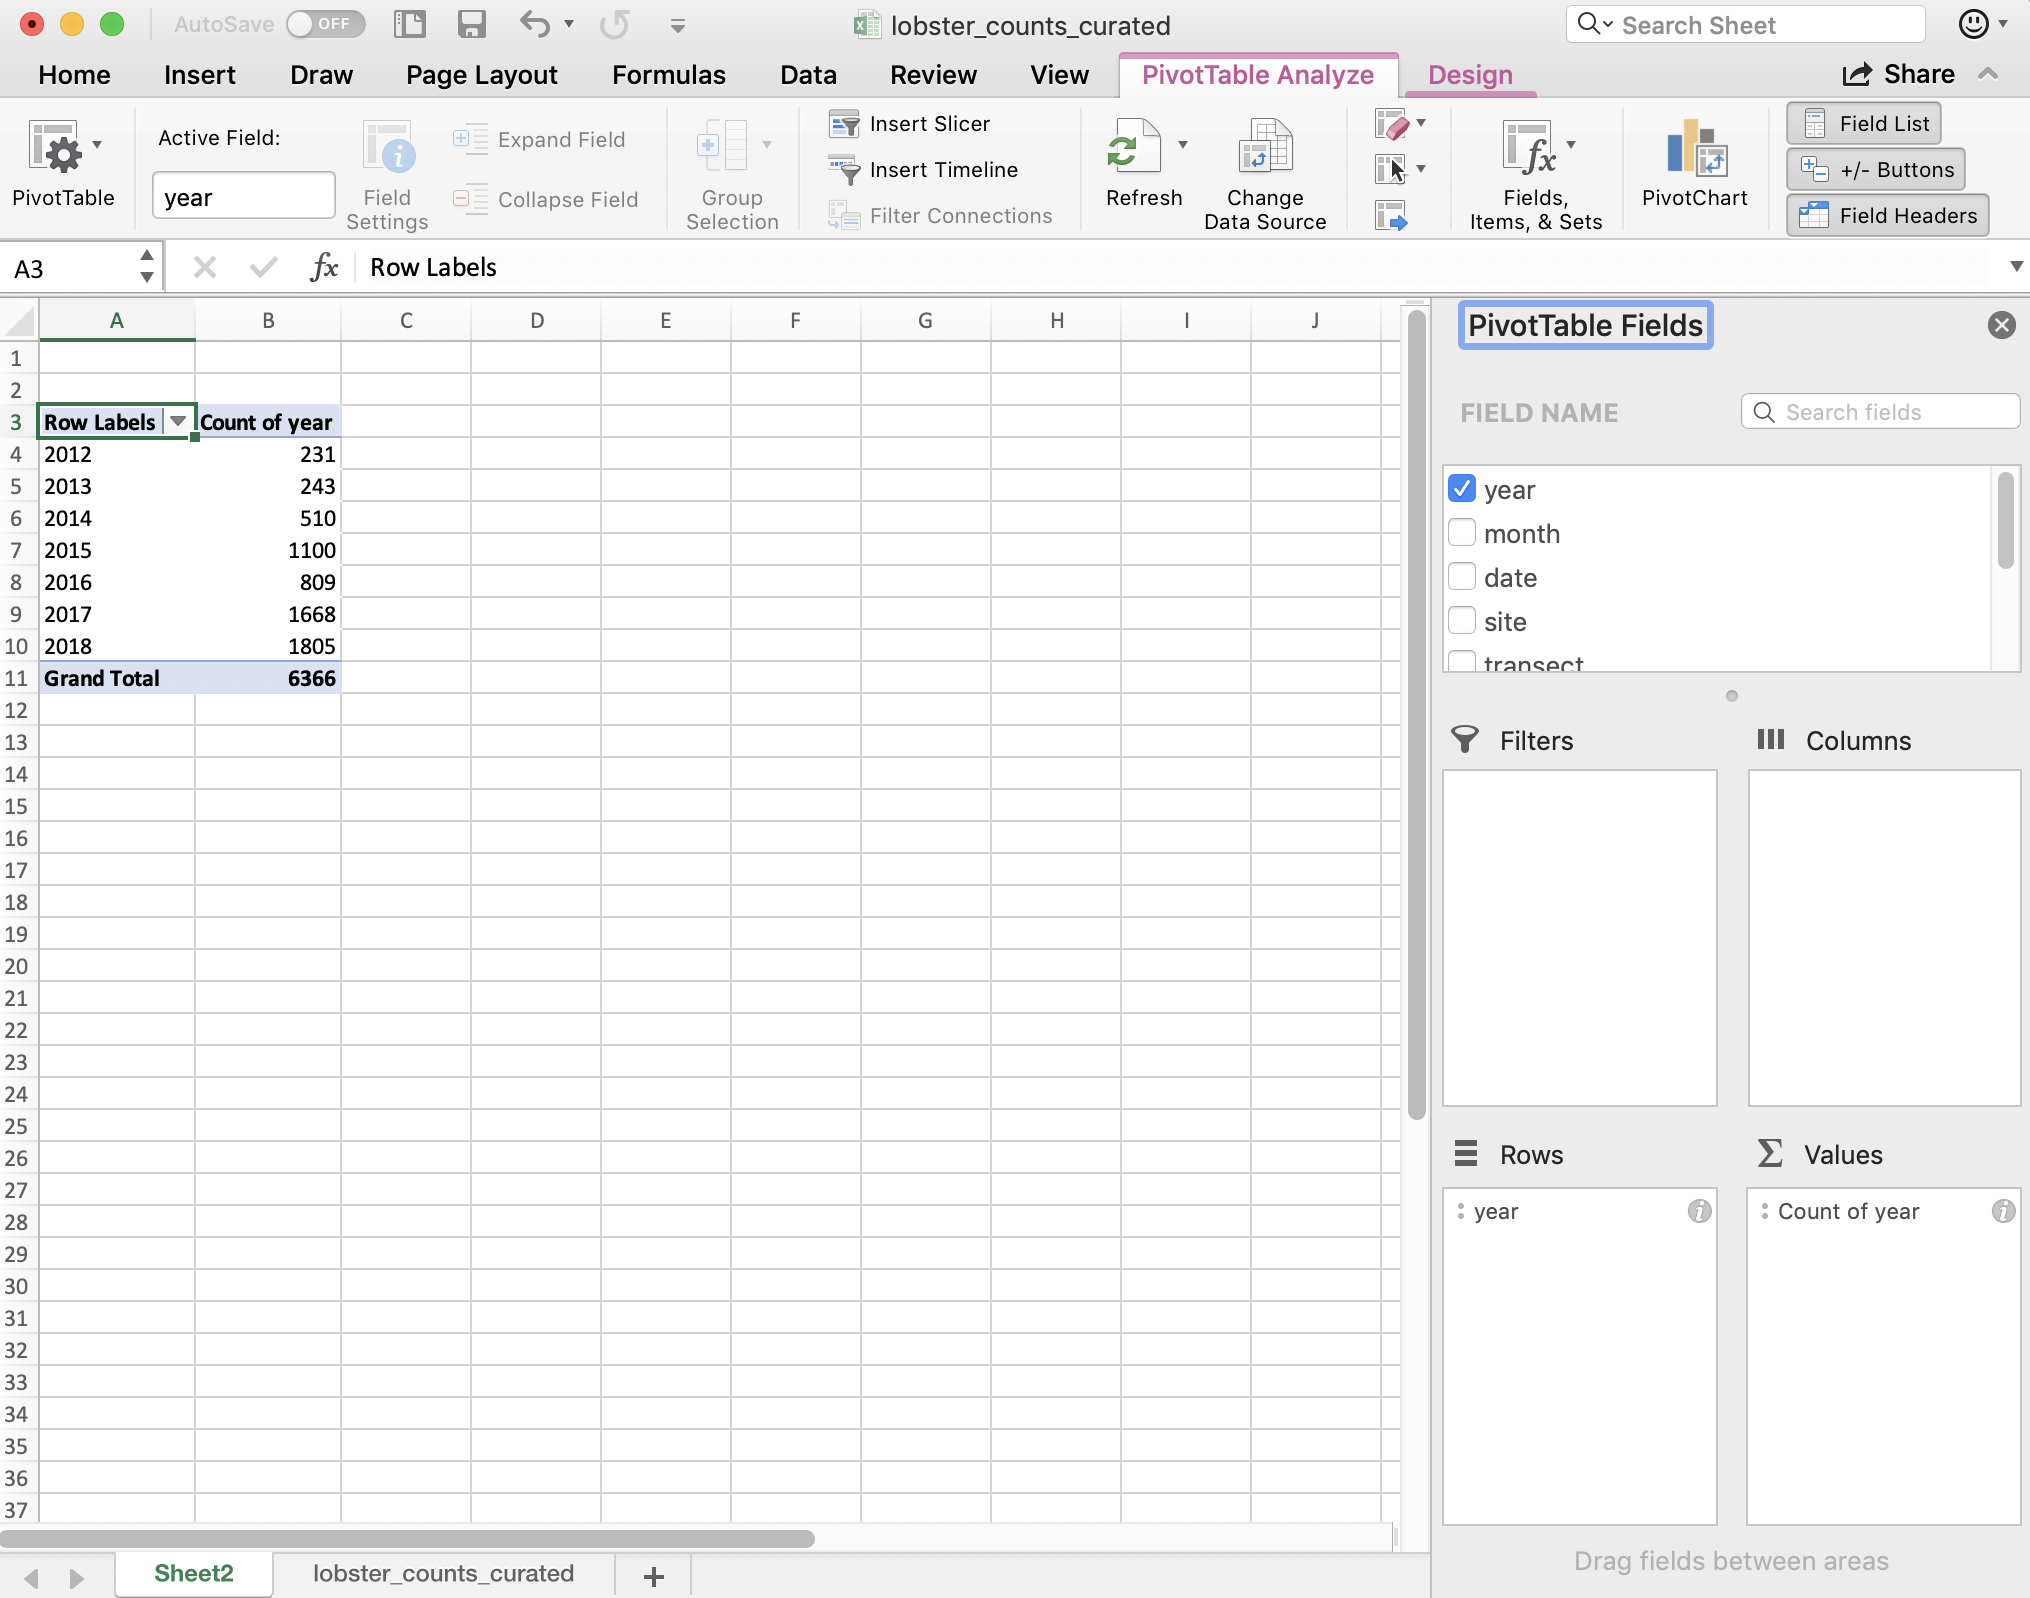 AutoSave OFF
lobster_counts_curated
Search Sheet
Home Insert Draw Page Layout Formulas Data Review View PivotTable Analyze Design Share
PivotTable
Active Field:
year
Field Settings
Expand Field
Collapse Field
Group Selection
Insert Slicer
Insert Timeline
Filter Connections
Refresh
Change Data Source
Fields, Items, & Sets
PivotChart
Field List
+/- Buttons
Field Headers
A3 fx Row Labels
A B C D E F G H I J
1
2
3 Row Labels Count of year
4 2012 231
5 2013 243
6 2014 510
7 2015 1100
8 2016 809
9 2017 1668
10 2018 1805
11 Grand Total 6366
12
13
14
15
16
17
18
19
20
21
22
23
24
25
26
27
28
29
30
31
32
33
34
35
36
37
PivotTable Fields
FIELD NAME Search fields
year
month
date
site
transect
Filters Columns
Rows Values
year Count of year
Drag fields between areas
Sheet2 lobster_counts_curated +